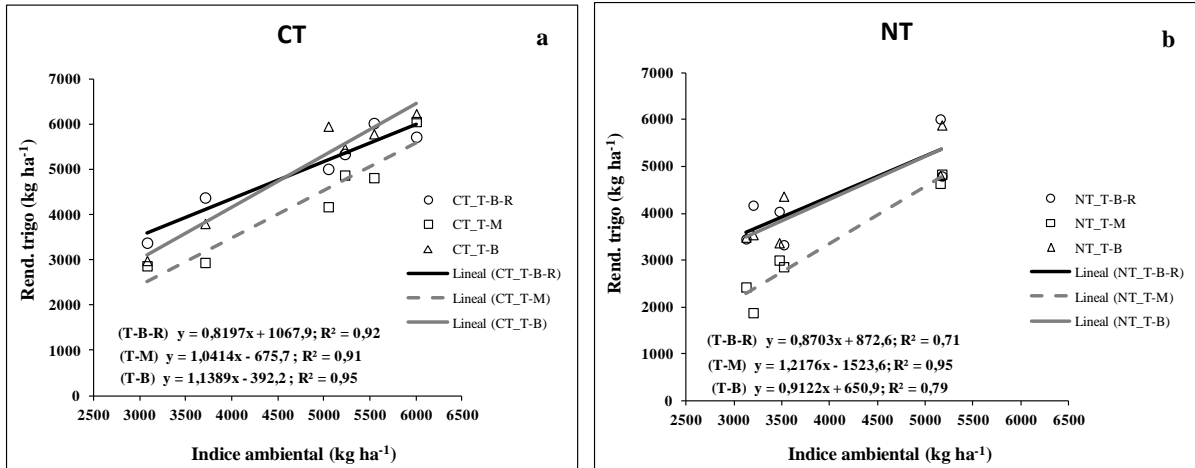 CT
a
Rend. trigo (kg ha⁻¹)
7000
6000
5000
4000
3000
2000
1000
0
2500 3000 3500 4000 4500 5000 5500 6000 6500
Indice ambiental (kg ha⁻¹)
CT_T-B-R
CT_T-M
CT_T-B
Lineal (CT_T-B-R)
Lineal (CT_T-M)
Lineal (CT_T-B)
(T-B-R) y = 0,8197x + 1067,9; R² = 0,92
(T-M) y = 1,0414x - 675,7; R² = 0,91
(T-B) y = 1,1389x - 392,2 ; R² = 0,95
NT
b
Rend. trigo (kg ha⁻¹)
7000
6000
5000
4000
3000
2000
1000
0
2500 3000 3500 4000 4500 5000 5500 6000 6500
Indice ambiental (kg ha⁻¹)
NT_T-B-R
NT_T-M
NT_T-B
Lineal (NT_T-B-R)
Lineal (NT_T-M)
Lineal (NT_T-B)
(T-B-R) y = 0,8703x + 872,6; R² = 0,71
(T-M) y = 1,2176x - 1523,6; R² = 0,95
(T-B) y = 0,9122x + 650,9; R² = 0,79